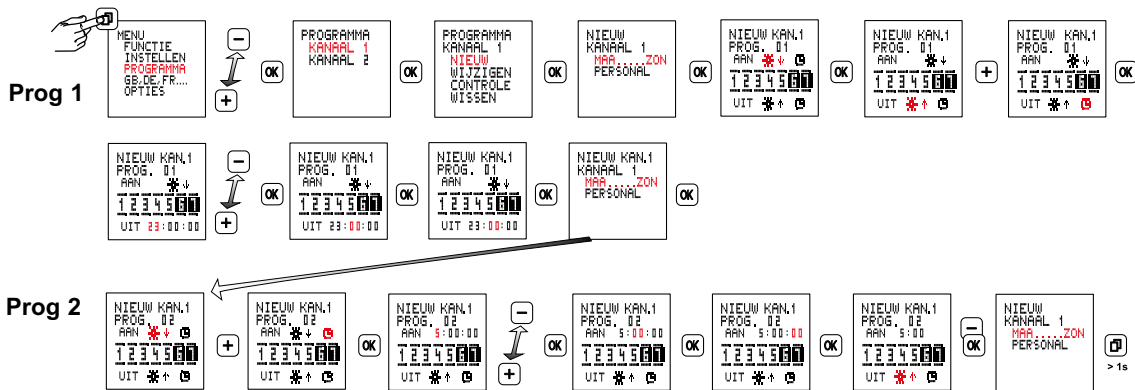 Prog 1
MENU
FUNCTIE
INSTELLEN
PROGRAMMA
GB,DE,FR....
OPTIES
−
+
OK
PROGRAMMA
KANAAL 1
KANAAL 2
OK
PROGRAMMA
KANAAL 1
NIEUW
WIJZIGEN
CONTROLE
WISSEN
OK
NIEUW
KANAAL 1
MAA.....ZON
PERSONAL
OK
NIEUW KAN.1
PROG. 01
AAN ↓
1 2 3 4 5 6 7
UIT ↑
OK
NIEUW KAN.1
PROG. 01
AAN ↓
1 2 3 4 5 6 7
UIT ↑
+
NIEUW KAN.1
PROG. 01
AAN ↓
1 2 3 4 5 6 7
UIT ↑
OK
NIEUW KAN.1
PROG. 01
AAN ↓
1 2 3 4 5 6 7
UIT 23:00:00
−
+
OK
NIEUW KAN.1
PROG. 01
AAN ↓
1 2 3 4 5 6 7
UIT 23:00:00
OK
NIEUW KAN.1
PROG. 01
AAN ↓
1 2 3 4 5 6 7
UIT 23:00:00
OK
NIEUW KAN.1
KANAAL 1
MAA.....ZON
PERSONAL
OK
Prog 2
NIEUW KAN.1
PROG. 02
AAN ↓
1 2 3 4 5 6 7
UIT ↑
+
NIEUW KAN.1
PROG. 02
AAN ↓
1 2 3 4 5 6 7
UIT ↑
OK
NIEUW KAN.1
PROG. 02
AAN 5:00:00
1 2 3 4 5 6 7
UIT ↑
−
+
OK
NIEUW KAN.1
PROG. 02
AAN 5:00:00
1 2 3 4 5 6 7
UIT ↑
OK
NIEUW KAN.1
PROG. 02
AAN 5:00:00
1 2 3 4 5 6 7
UIT ↑
OK
NIEUW KAN.1
PROG. 02
AAN 5:00
1 2 3 4 5 6 7
UIT ↑
−
OK
NIEUW
KANAAL 1
MAA.....ZON
PERSONAL
> 1s